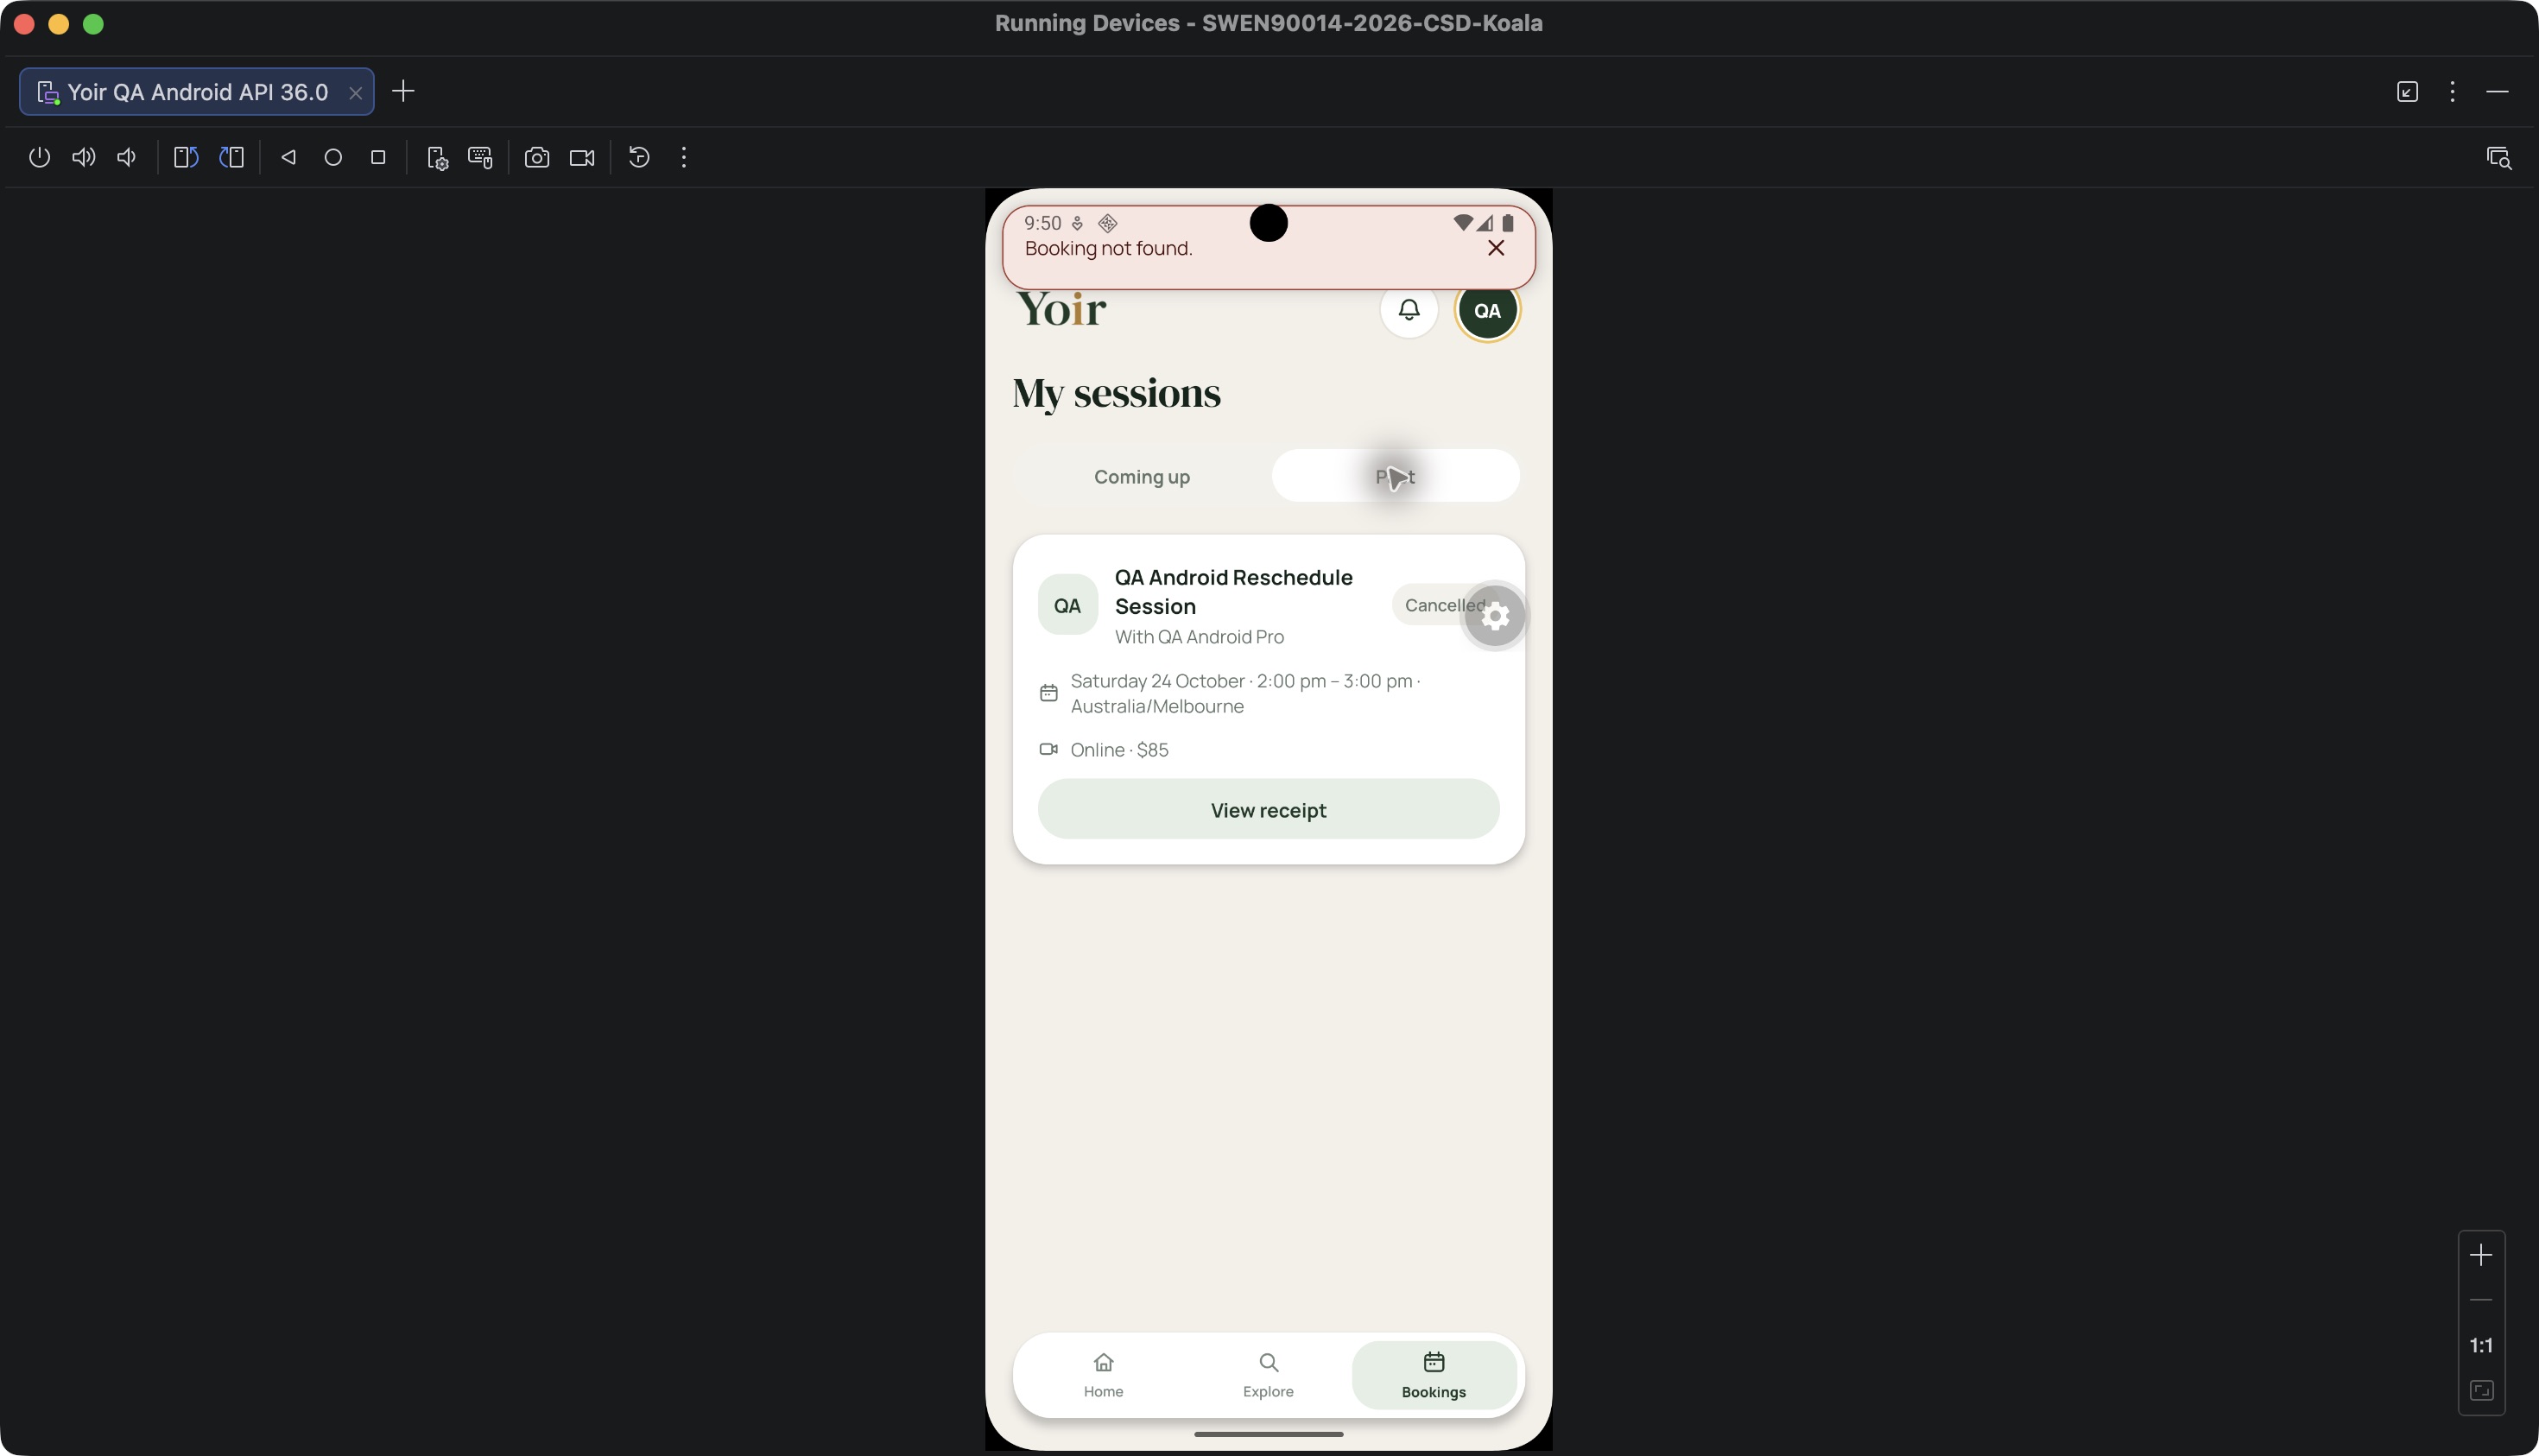 Running Devices - SWEN90014-2026-CSD-Koala
Yoir QA Android API 36.0
9:50
Booking not found.
Yoir
QA
My sessions
Coming up
QA
QA Android Reschedule
Session
With QA Android Pro
Cancelled
Saturday 24 October · 2:00 pm – 3:00 pm ·
Australia/Melbourne
Online · $85
View receipt
Home
Explore
Bookings
1:1